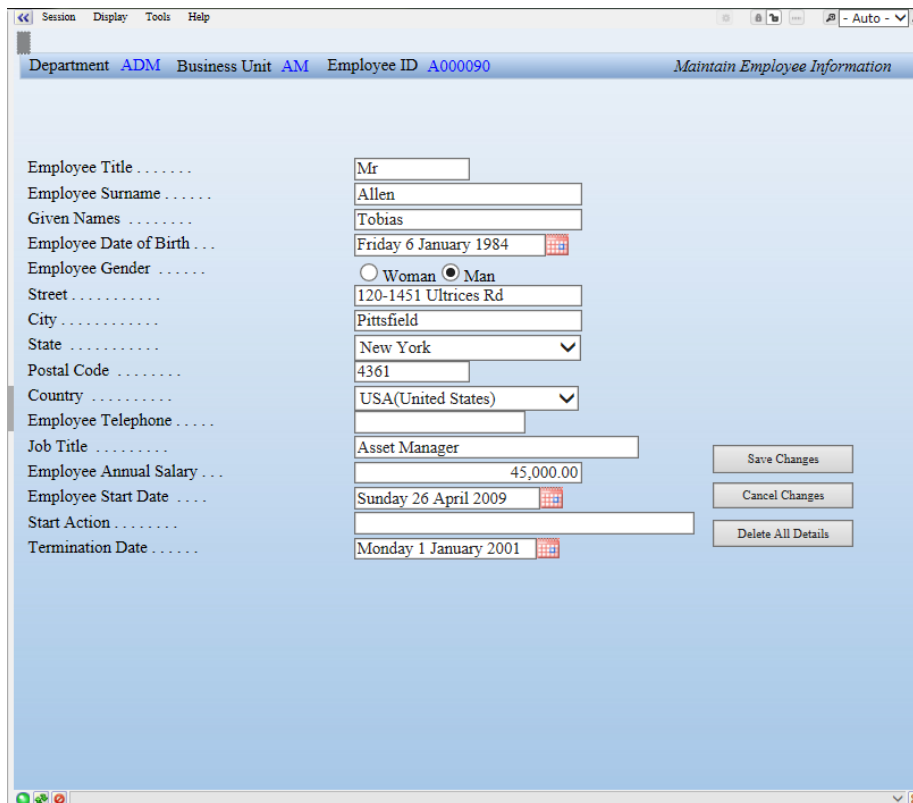 Session Display Tools Help - Auto -
Department ADM Business Unit AM Employee ID A000090 Maintain Employee Information
Employee Title . . . . . . . Mr
Employee Surname . . . . . . Allen
Given Names . . . . . . . . Tobias
Employee Date of Birth . . . Friday 6 January 1984
Employee Gender . . . . . . Woman Man
Street . . . . . . . . . . . 120-1451 Ultrices Rd
City . . . . . . . . . . . . Pittsfield
State . . . . . . . . . . . New York
Postal Code . . . . . . . . 4361
Country . . . . . . . . . . USA(United States)
Employee Telephone . . . . .
Job Title . . . . . . . . . Asset Manager
Employee Annual Salary . . . 45,000.00 Save Changes
Employee Start Date . . . . Sunday 26 April 2009 Cancel Changes
Start Action . . . . . . . . Delete All Details
Termination Date . . . . . . Monday 1 January 2001